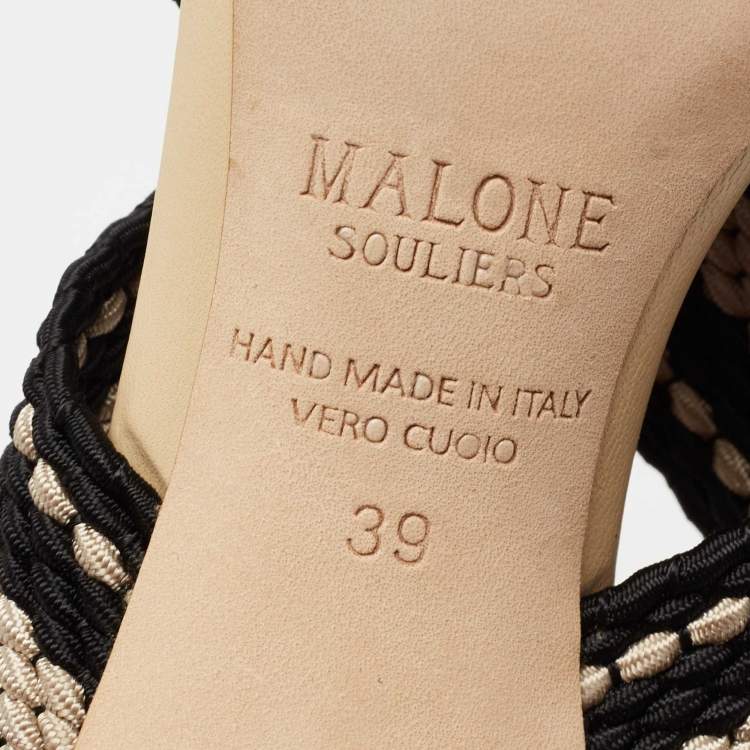 MALONE
SOULIERS
HAND MADE IN ITALY
VERO CUOIO
39